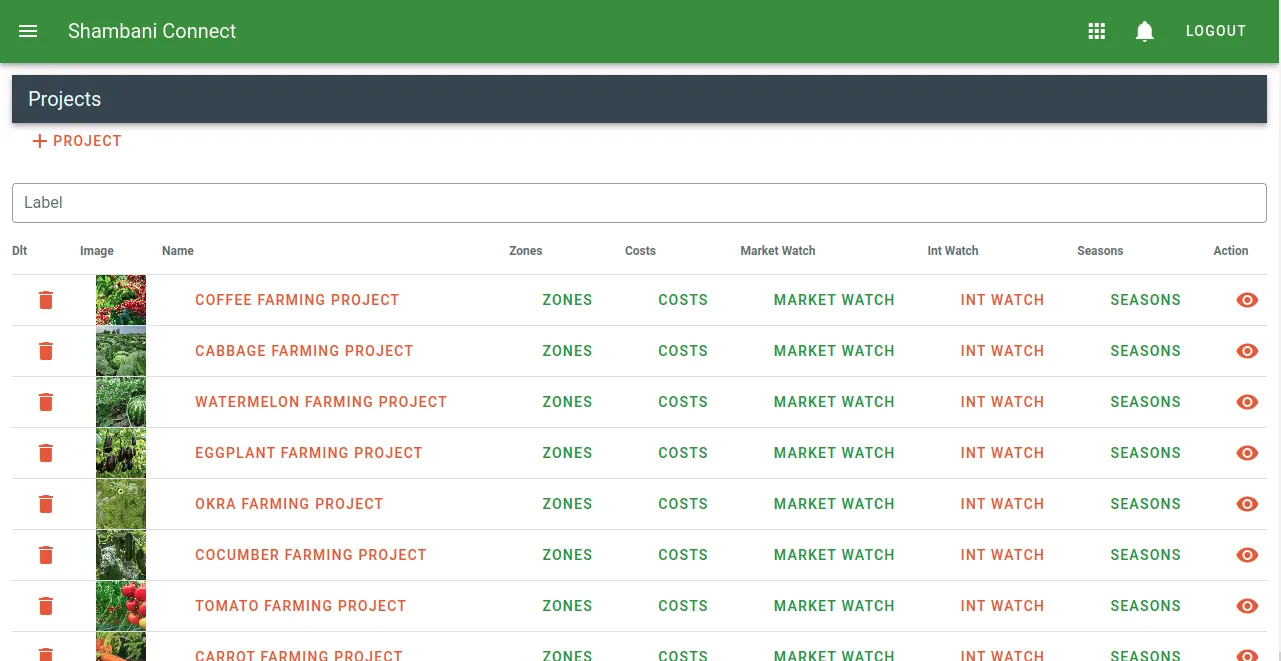 Shambani Connect LOGOUT
Projects
+ PROJECT
Label
Dlt Image Name Zones Costs Market Watch Int Watch Seasons Action
COFFEE FARMING PROJECT ZONES COSTS MARKET WATCH INT WATCH SEASONS
CABBAGE FARMING PROJECT ZONES COSTS MARKET WATCH INT WATCH SEASONS
WATERMELON FARMING PROJECT ZONES COSTS MARKET WATCH INT WATCH SEASONS
EGGPLANT FARMING PROJECT ZONES COSTS MARKET WATCH INT WATCH SEASONS
OKRA FARMING PROJECT ZONES COSTS MARKET WATCH INT WATCH SEASONS
COCUMBER FARMING PROJECT ZONES COSTS MARKET WATCH INT WATCH SEASONS
TOMATO FARMING PROJECT ZONES COSTS MARKET WATCH INT WATCH SEASONS
CARROT FARMING PROJECT ZONES COSTS MARKET WATCH INT WATCH SEASONS